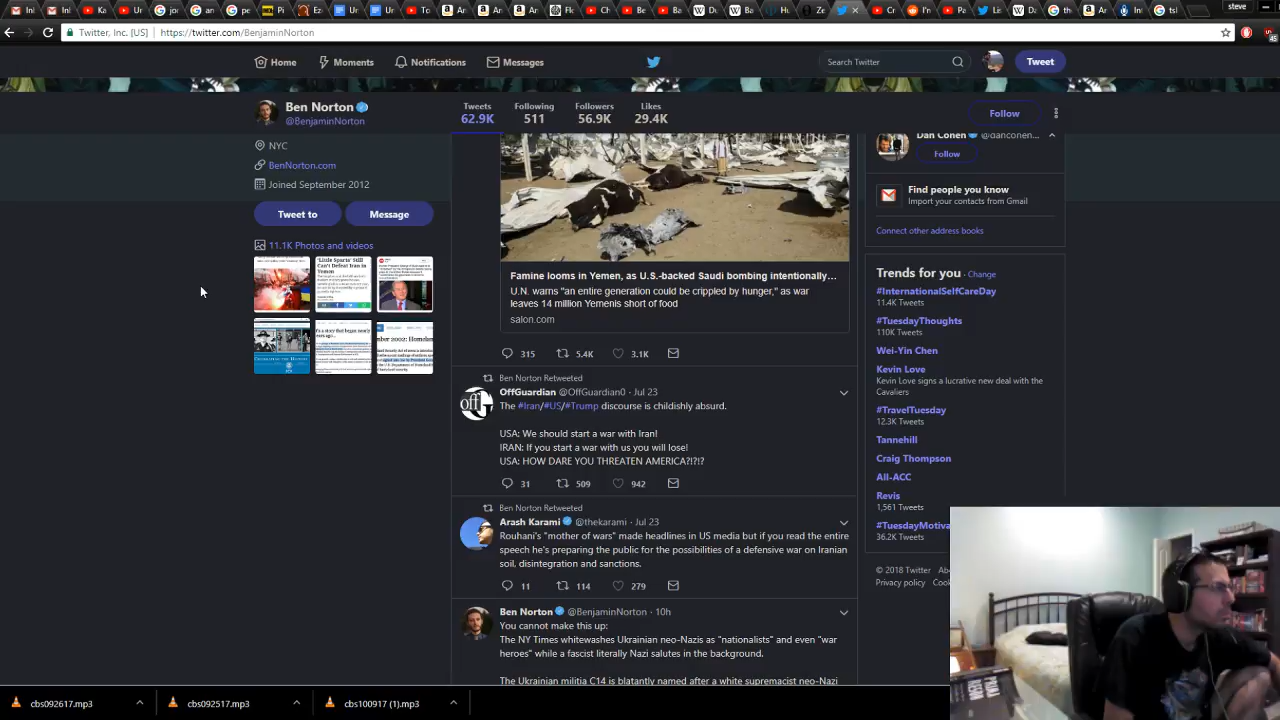 steve
Twitter, Inc. [US] https://twitter.com/BenjaminNorton
Home Moments Notifications Messages Search Twitter Tweet
Ben Norton
@BenjaminNorton
Tweets Following Followers Likes
62.9K 511 56.9K 29.4K
Follow
NYC
BenNorton.com
Joined September 2012
Tweet to Message
11.1K Photos and videos
Famine looms in Yemen, as U.S.-backed Saudi bombing intentionally...
U.N. warns "an entire generation could be crippled by hunger" as war
leaves 14 million Yemenis short of food
salon.com
315 5.4K 3.1K
Ben Norton Retweeted
OffGuardian @OffGuardian0 · Jul 23
The #Iran/#US/#Trump discourse is childishly absurd.
USA: We should start a war with Iran!
IRAN: If you start a war with us you will lose!
USA: HOW DARE YOU THREATEN AMERICA?!?!?
31 509 942
Ben Norton Retweeted
Arash Karami @thekarami · Jul 23
Rouhani's "mother of wars" made headlines in US media but if you read the entire
speech he's preparing the public for the possibilities of a defensive war on Iranian
soil, disintegration and sanctions.
11 114 279
Ben Norton @BenjaminNorton · 10h
You cannot make this up:
The NY Times whitewashes Ukrainian neo-Nazis as "nationalists" and even "war
heroes" while a fascist literally Nazi salutes in the background.
The Ukrainian militia C14 is blatantly named after a white supremacist neo-Nazi
Dan Cohen @danconen...
Follow
Find people you know
Import your contacts from Gmail
Connect other address books
Trends for you · Change
#InternationalSelfCareDay
11.4K Tweets
#TuesdayThoughts
110K Tweets
Wei-Yin Chen
Kevin Love
Kevin Love signs a lucrative new deal with the
Cavaliers
#TravelTuesday
12.3K Tweets
Tannehill
Craig Thompson
All-ACC
Revis
1,561 Tweets
#TuesdayMotiva
36.2K Tweets
© 2018 Twitter Abo
Privacy policy Cook
cbs092617.mp3 cbs092517.mp3 cbs100917 (1).mp3